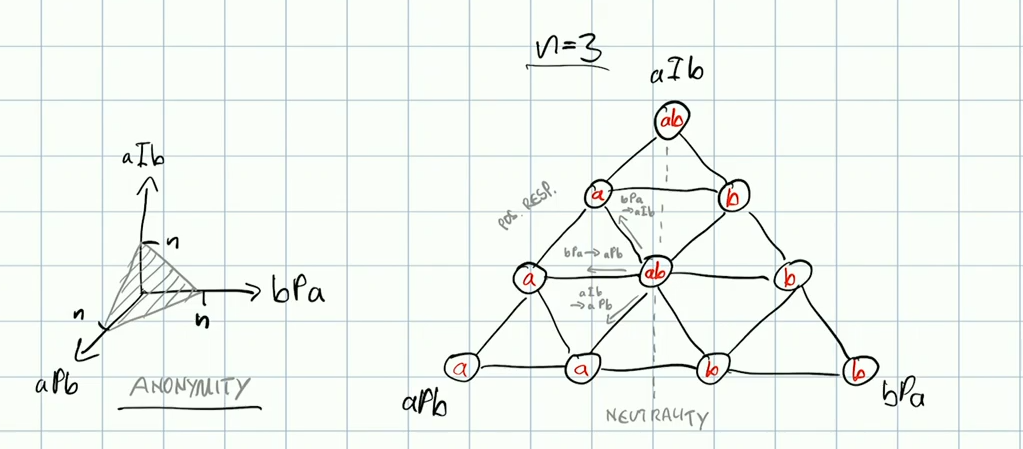 n=3
aIb
ab
a
b
POS. RESP.
bPa
→aIb
bPa→aPb
a
ab
b
aIb
→aPb
a
a
b
b
aPb
bPa
NEUTRALITY
aIb
n
bPa
n
n
aPb
ANONYMITY